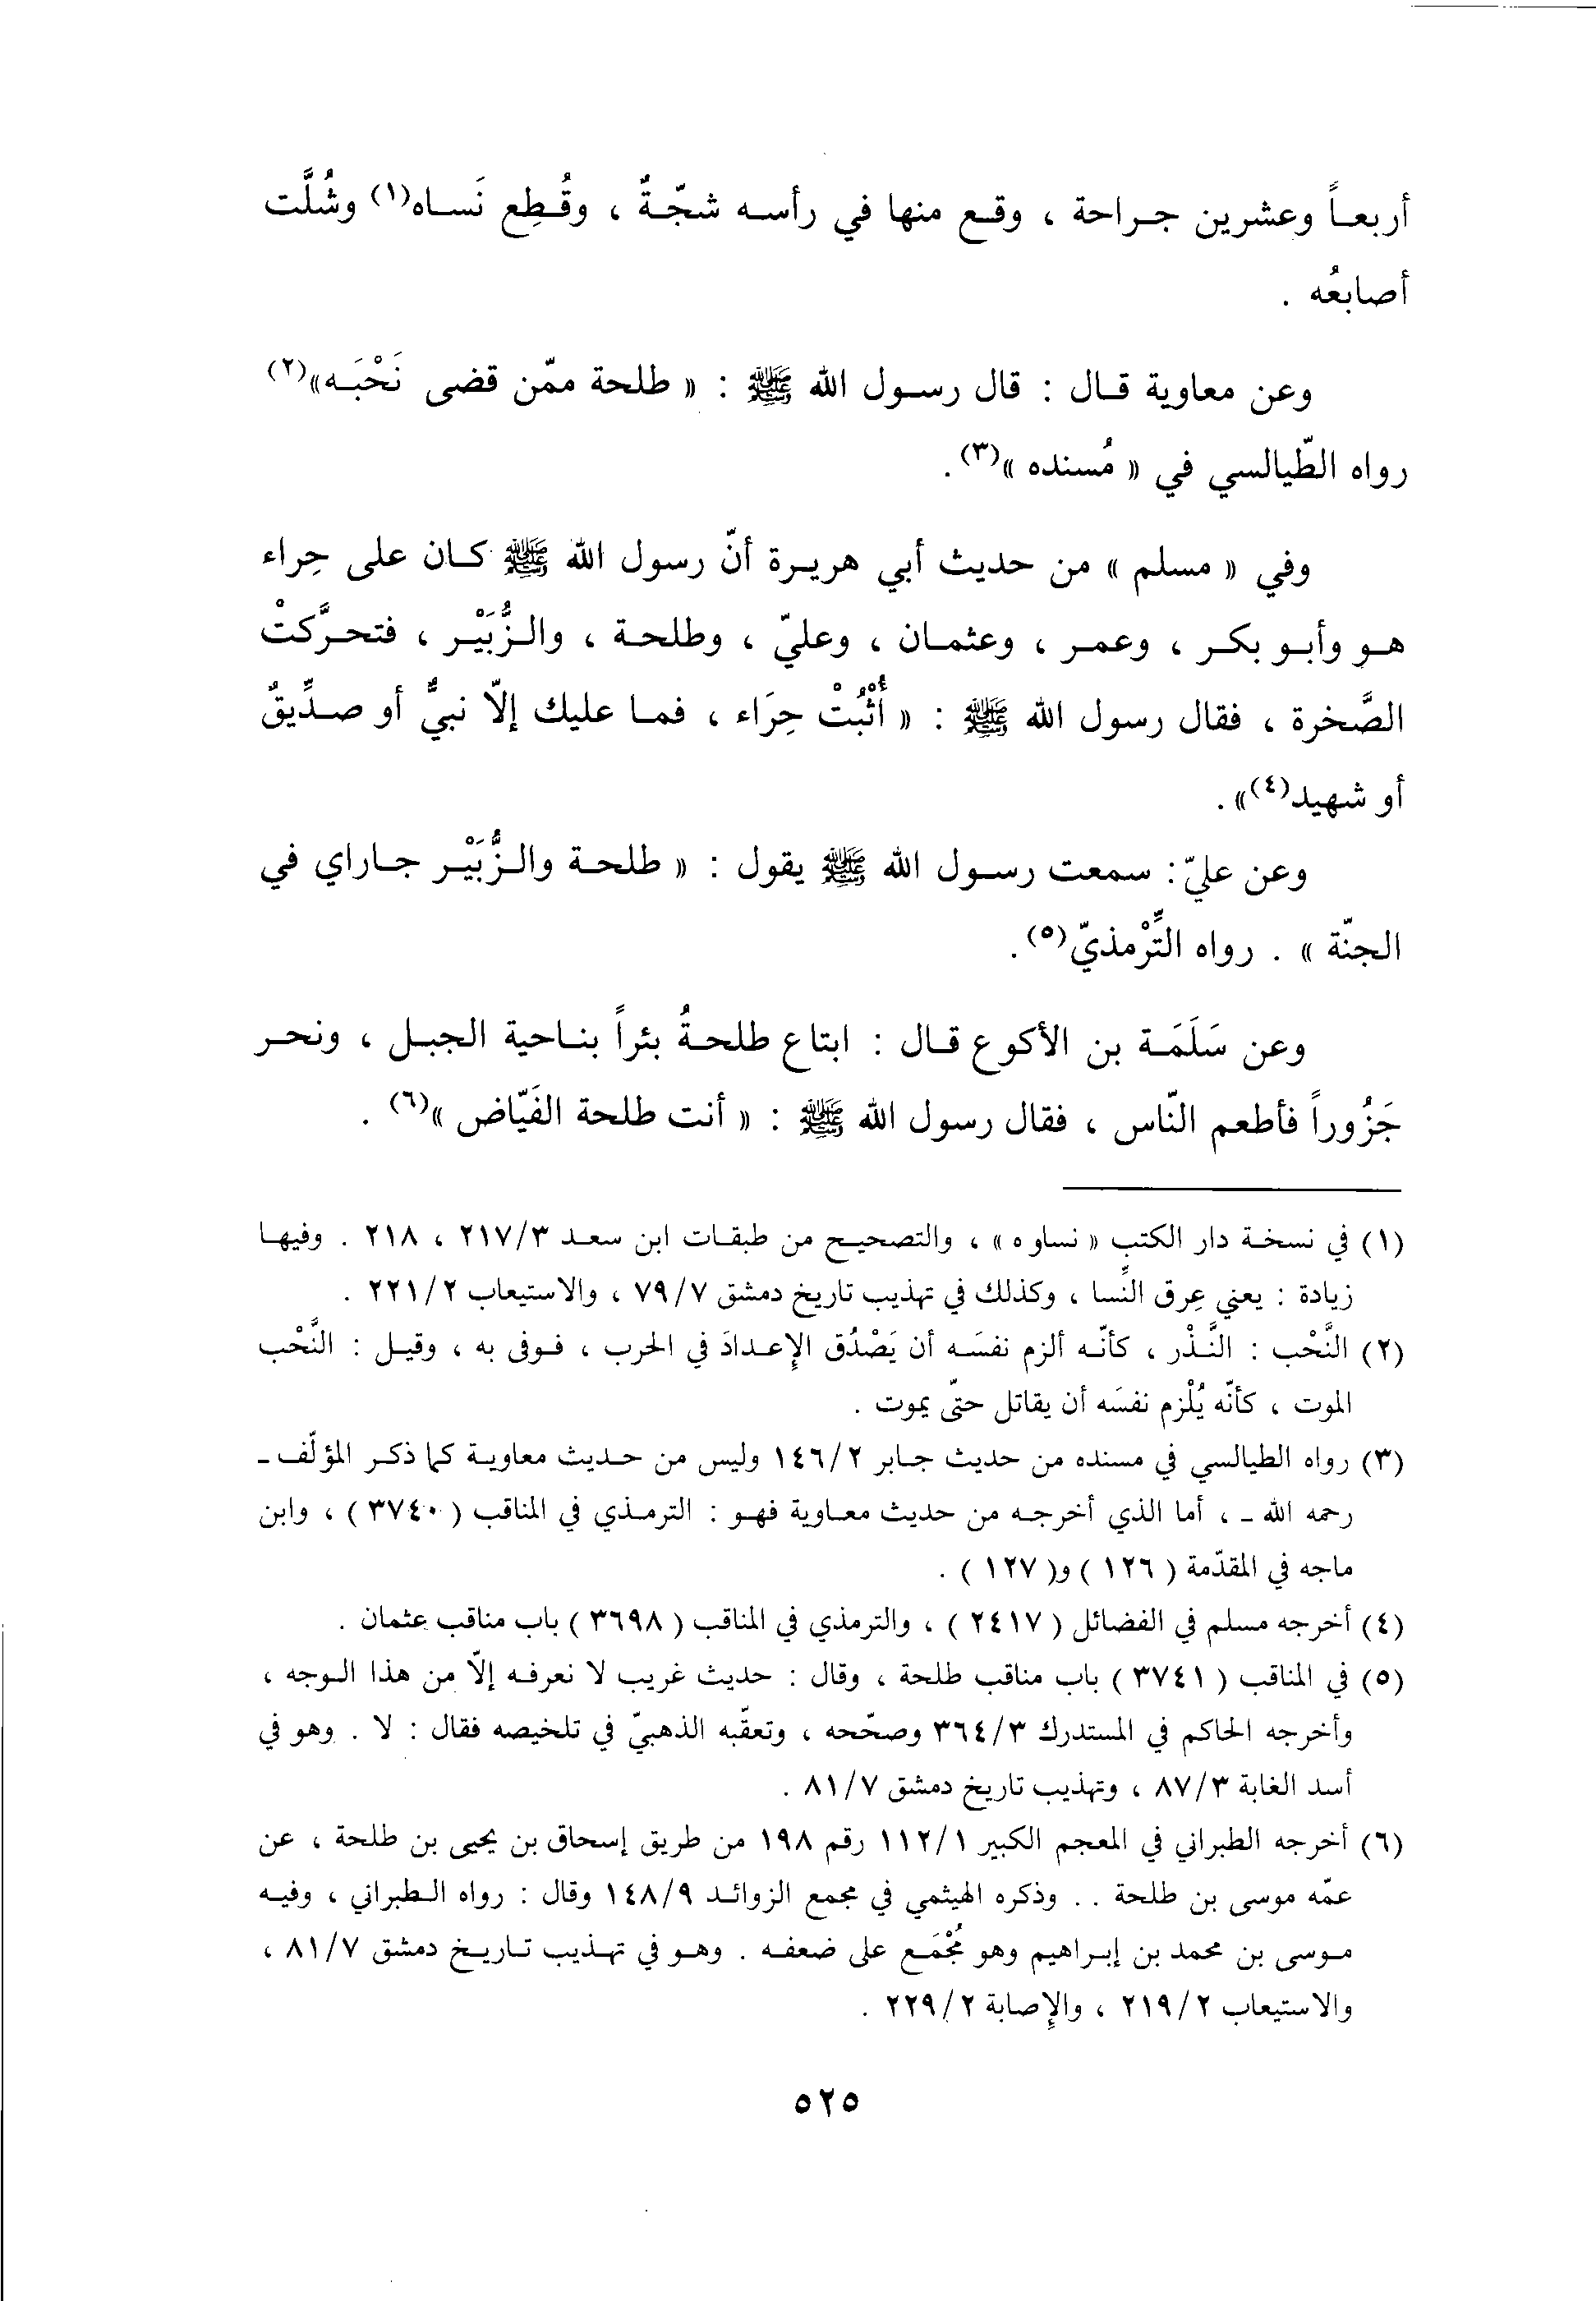 أربعاً وعشرين جراحة ، وقع منها في رأسه شجّةٌ ، وقُطِع نَساه(١) وشُلَّت
أصابعُه .
وعن معاوية قال : قال رسول الله ﷺ : « طلحة ممّن قضى نَحْبَه»(٢)
رواه الطّيالسي في « مُسنده »(٣).
وفي « مسلم » من حديث أبي هريرة أنّ رسول الله ﷺ كان على حِراء
هو وأبو بكر ، وعمر ، وعثمان ، وعليّ ، وطلحة ، والزُّبَيْر ، فتحرَّكتْ
الصَّخرة ، فقال رسول الله ﷺ : « أُثْبُتْ حِرَاء ، فما عليك إلّا نبيٌّ أو صدِّيقٌ
أو شهيد(٤)» .
وعن عليّ : سمعت رسول الله ﷺ يقول : « طلحة والزُّبَيْر جاراي في
الجنّة » . رواه التِّرْمذيّ(٥).
وعن سَلَمَة بن الأكوع قال : ابتاع طلحةُ بئراً بناحية الجبل ، ونحر
جَزُوراً فأطعم النّاس ، فقال رسول الله ﷺ : « أنت طلحة الفَيّاض »(٦) .
(١) في نسخة دار الكتب « نساوه » ، والتصحيح من طبقات ابن سعد ٢١٧/٣ ، ٢١٨ . وفيها
زيادة : يعني عِرق النِّسا ، وكذلك في تهذيب تاريخ دمشق ٧٩/٧ ، والاستيعاب ٢٢١/٢ .
(٢) النَّحْب : النَّذْر ، كأنّه ألزم نفسَه أن يَصْدُق الإعدادَ في الحرب ، فوفى به ، وقيل : النَّحْب
الموت ، كأنّه يُلْزم نفسَه أن يقاتل حتّى يموت .
(٣) رواه الطيالسي في مسنده من حديث جابر ١٤٦/٢ وليس من حديث معاوية كما ذكر المؤلّف -
رحمه الله - ، أما الذي أخرجه من حديث معاوية فهو : الترمذي في المناقب ( ٣٧٤٠ ) ، وابن
ماجه في المقدّمة ( ١٢٦ ) و( ١٢٧ ) .
(٤) أخرجه مسلم في الفضائل ( ٢٤١٧ ) ، والترمذي في المناقب ( ٣٦٩٨ ) باب مناقب عثمان .
(٥) في المناقب ( ٣٧٤١ ) باب مناقب طلحة ، وقال : حديث غريب لا نعرفه إلّا من هذا الوجه ،
وأخرجه الحاكم في المستدرك ٣٦٤/٣ وصحّحه ، وتعقّبه الذهبيّ في تلخيصه فقال : لا . وهو في
أسد الغابة ٨٧/٣ ، وتهذيب تاريخ دمشق ٨١/٧ .
(٦) أخرجه الطبراني في المعجم الكبير ١١٢/١ رقم ١٩٨ من طريق إسحاق بن يحيى بن طلحة ، عن
عمّه موسى بن طلحة . . وذكره الهيثمي في مجمع الزوائد ١٤٨/٩ وقال : رواه الطبراني ، وفيه
موسى بن محمد بن إبراهيم وهو مُجْمَع على ضعفه . وهو في تهذيب تاريخ دمشق ٨١/٧ ،
والاستيعاب ٢١٩/٢ ، والإصابة ٢٢٩/٢ .
٥٢٥